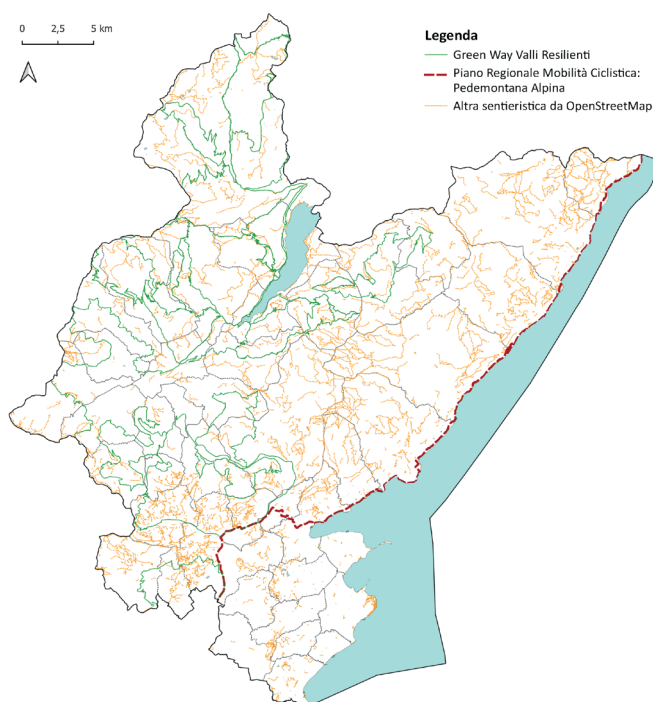 0 2,5 5 km
Legenda
Green Way Valli Resilienti
Piano Regionale Mobilità Ciclistica:
Pedemontana Alpina
Altra sentieristica da OpenStreetMap